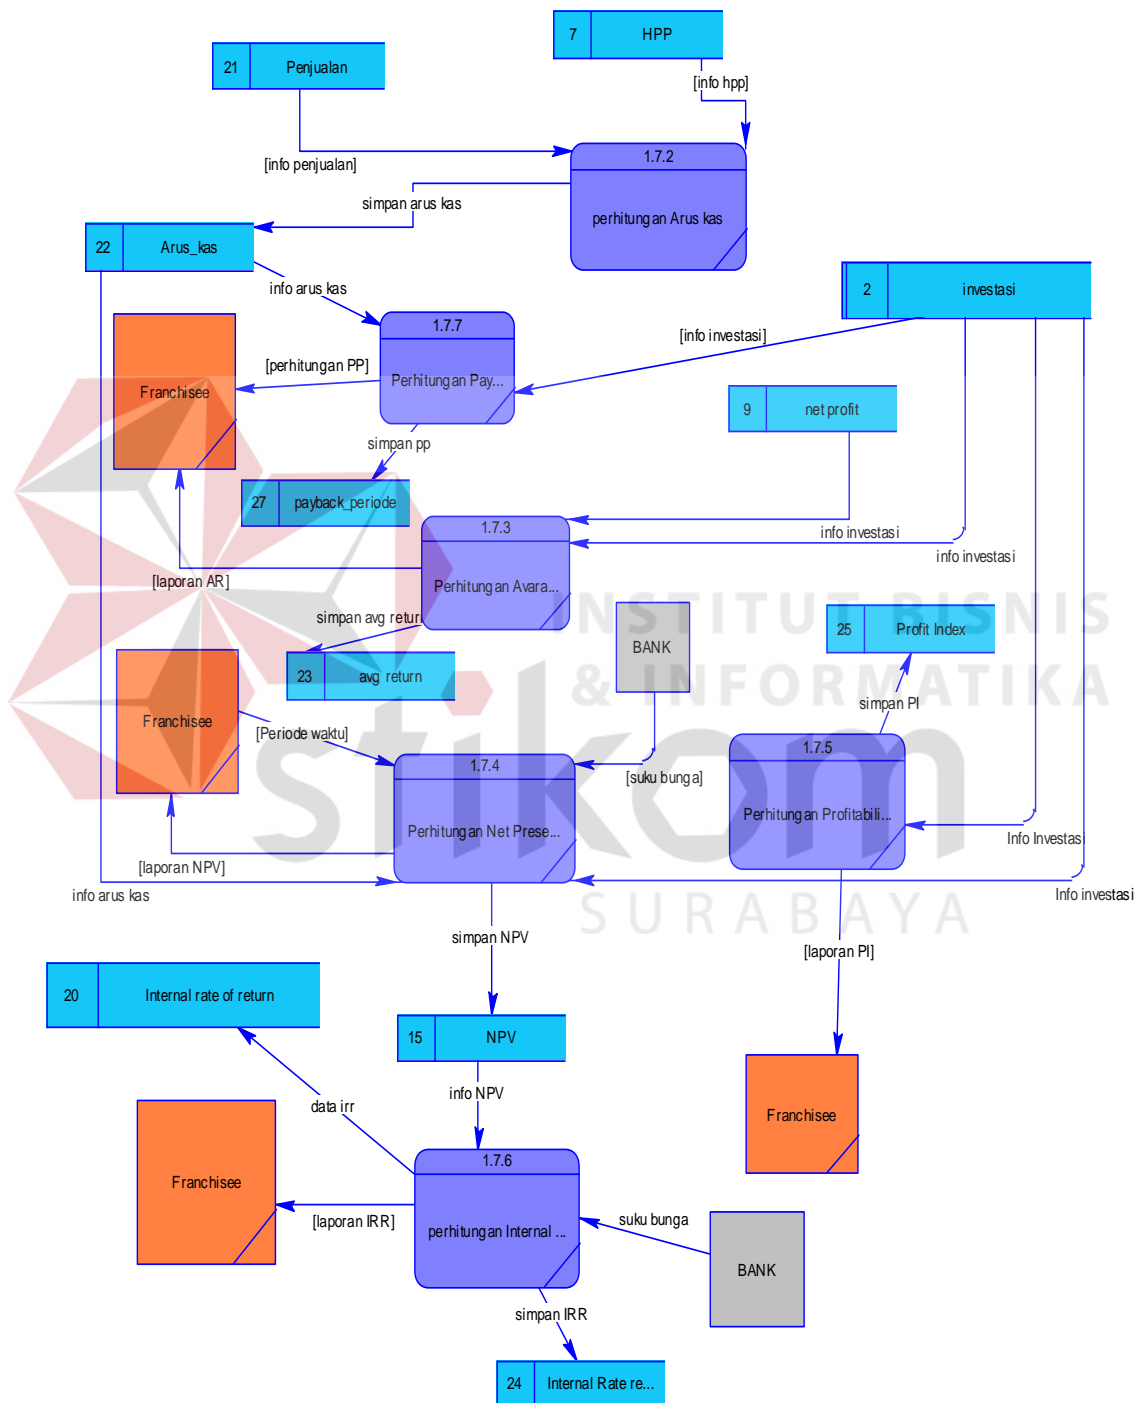 7 HPP
21 Penjualan
[info hpp]
1.7.2
[info penjualan]
simpan arus kas
perhitungan Arus kas
22 Arus_kas
info arus kas
2 investasi
1.7.7
[info investasi]
[perhitungan PP]
Perhitungan Pay...
Franchisee
9 net profit
simpan pp
27 payback_periode
1.7.3
info investasi
info investasi
[laporan AR]
Perhitungan Avara...
INSTITUT BISNIS
simpan avg return
25 Profit Index
BANK
23 avg return
& INFORMATIKA
simpan PI
Franchisee
[Periode waktu]
stikom
1.7.5
1.7.4
[suku bunga]
Perhitungan Profitabili...
Perhitungan Net Prese...
Info Investasi
[laporan NPV]
info arus kas
Info investasi
SURABAYA
simpan NPV
[laporan PI]
20 Internal rate of return
15 NPV
info NPV
data irr
Franchisee
1.7.6
Franchisee
[laporan IRR]
suku bunga
perhitungan Internal ...
BANK
simpan IRR
24 Internal Rate re...